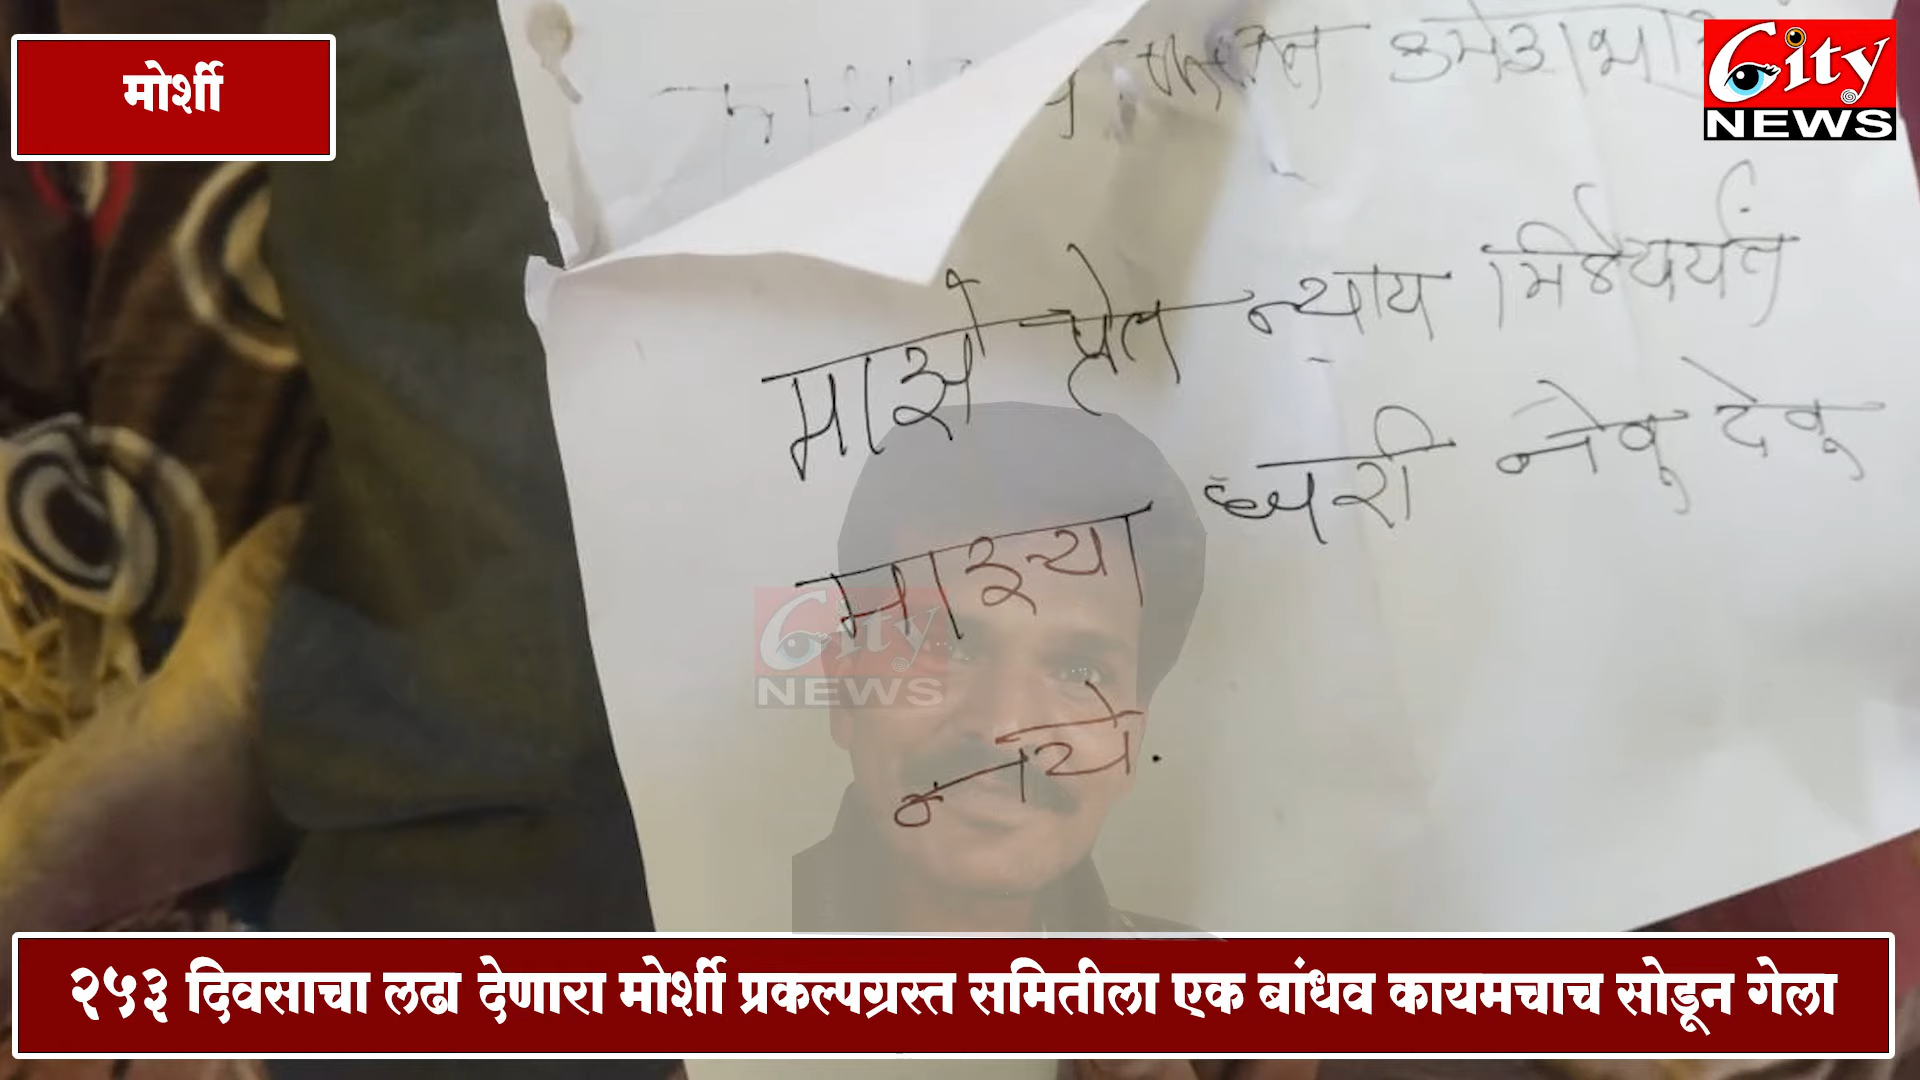 मोर्शी
City
NEWS
माझे प्रेत न्याय मिळेपर्यंत
माझ्या घरी नेवू देवू
नये.
City
NEWS
२५३ दिवसाचा लढा देणारा मोर्शी प्रकल्पग्रस्त समितीला एक बांधव कायमचाच सोडून गेला